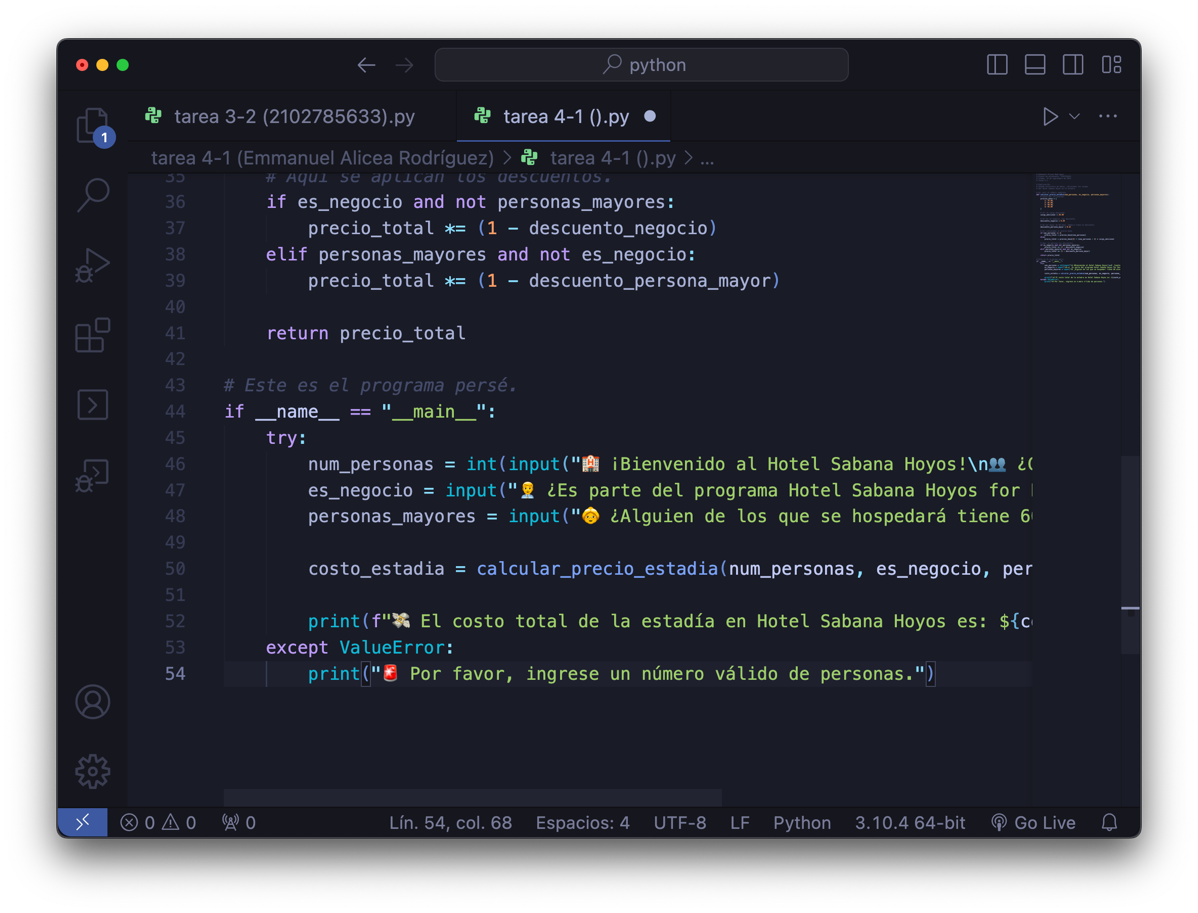 python
tarea 3-2 (2102785633).py
tarea 4-1 ().py
1
tarea 4-1 (Emmanuel Alicea Rodríguez) > tarea 4-1 ().py > ...
35 # Aquí se aplican los descuentos.
36 if es_negocio and not personas_mayores:
37 precio_total *= (1 - descuento_negocio)
38 elif personas_mayores and not es_negocio:
39 precio_total *= (1 - descuento_persona_mayor)
40
41 return precio_total
42
43 # Este es el programa persé.
44 if __name__ == "__main__":
45 try:
46 num_personas = int(input("🏨 ¡Bienvenido al Hotel Sabana Hoyos!\n👥 ¿
47 es_negocio = input("👨‍💼 ¿Es parte del programa Hotel Sabana Hoyos for
48 personas_mayores = input("👵 ¿Alguien de los que se hospedará tiene 6
49
50 costo_estadia = calcular_precio_estadia(num_personas, es_negocio, per
51
52 print(f"💸 El costo total de la estadía en Hotel Sabana Hoyos es: ${c
53 except ValueError:
54 print("🚨 Por favor, ingrese un número válido de personas.")
0 0 0 Lín. 54, col. 68 Espacios: 4 UTF-8 LF Python 3.10.4 64-bit Go Live